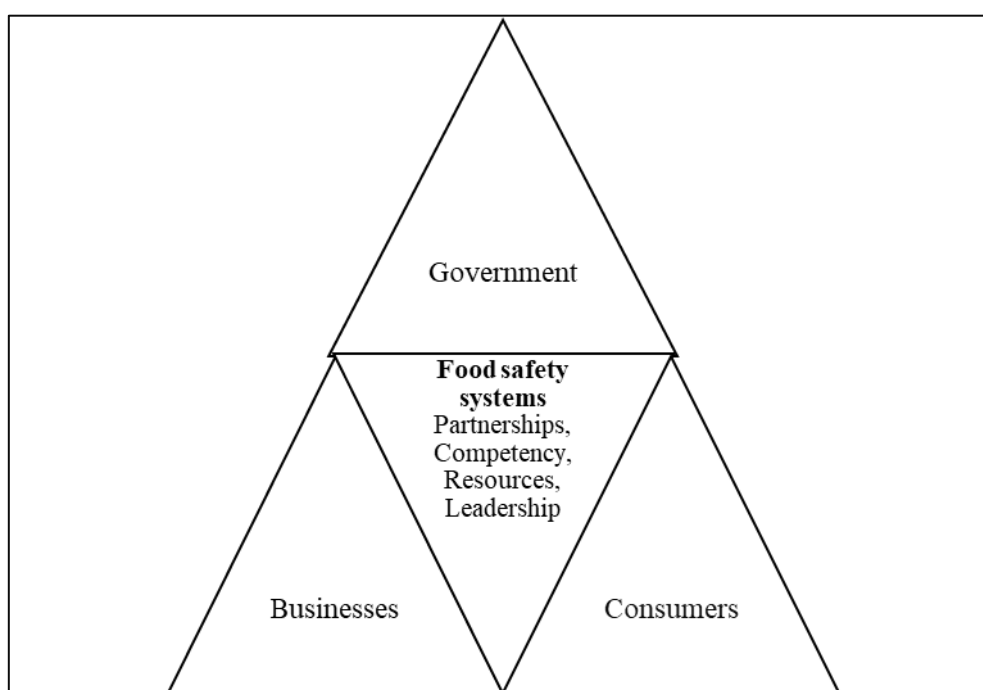 Government
Food safety
systems
Partnerships,
Competency,
Resources,
Leadership
Businesses
Consumers